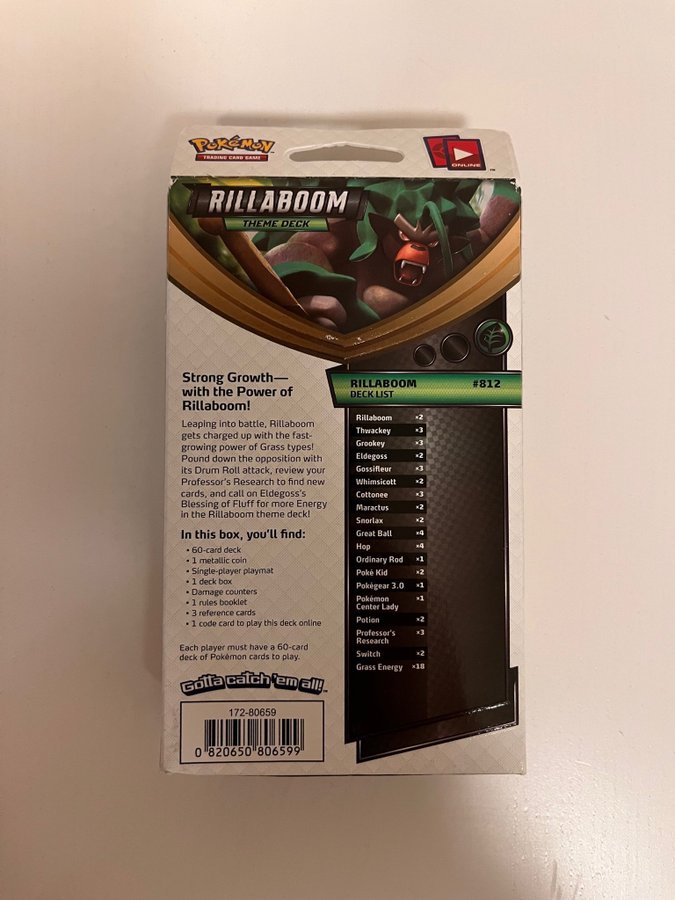 POKéMON
TRADING CARD GAME
ONLINE
™
RILLABOOM
THEME DECK
Strong Growth—
with the Power of
Rillaboom!
Leaping into battle, Rillaboom
gets charged up with the fast-
growing power of Grass types!
Pound down the opposition with
its Drum Roll attack, review your
Professor's Research to find new
cards, and call on Eldegoss's
Blessing of Fluff for more Energy
in the Rillaboom theme deck!
In this box, you'll find:
• 60-card deck
• 1 metallic coin
• Single-player playmat
• 1 deck box
• Damage counters
• 1 rules booklet
• 3 reference cards
• 1 code card to play this deck online
Each player must have a 60-card
deck of Pokémon cards to play.
Gotta catch 'em all!™
172-80659
0 820650 806599
RILLABOOM #812
DECK LIST
Rillaboom ×2
Thwackey ×3
Grookey ×3
Eldegoss ×2
Gossifleur ×3
Whimsicott ×2
Cottonee ×3
Maractus ×2
Snorlax ×2
Great Ball ×4
Hop ×4
Ordinary Rod ×1
Poké Kid ×2
Pokégear 3.0 ×1
Pokémon ×1
Center Lady
Potion ×2
Professor's ×3
Research
Switch ×2
Grass Energy ×18